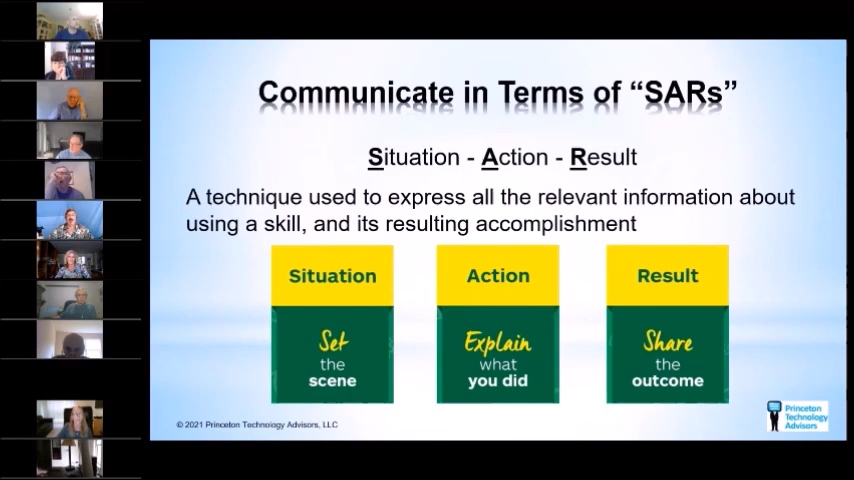 Communicate in Terms of “SARs”
Situation - Action - Result
A technique used to express all the relevant information about
using a skill, and its resulting accomplishment
Situation
Set
the
scene
Action
Explain
what
you did
Result
Share
the
outcome
© 2021 Princeton Technology Advisors, LLC
Princeton
Technology
Advisors